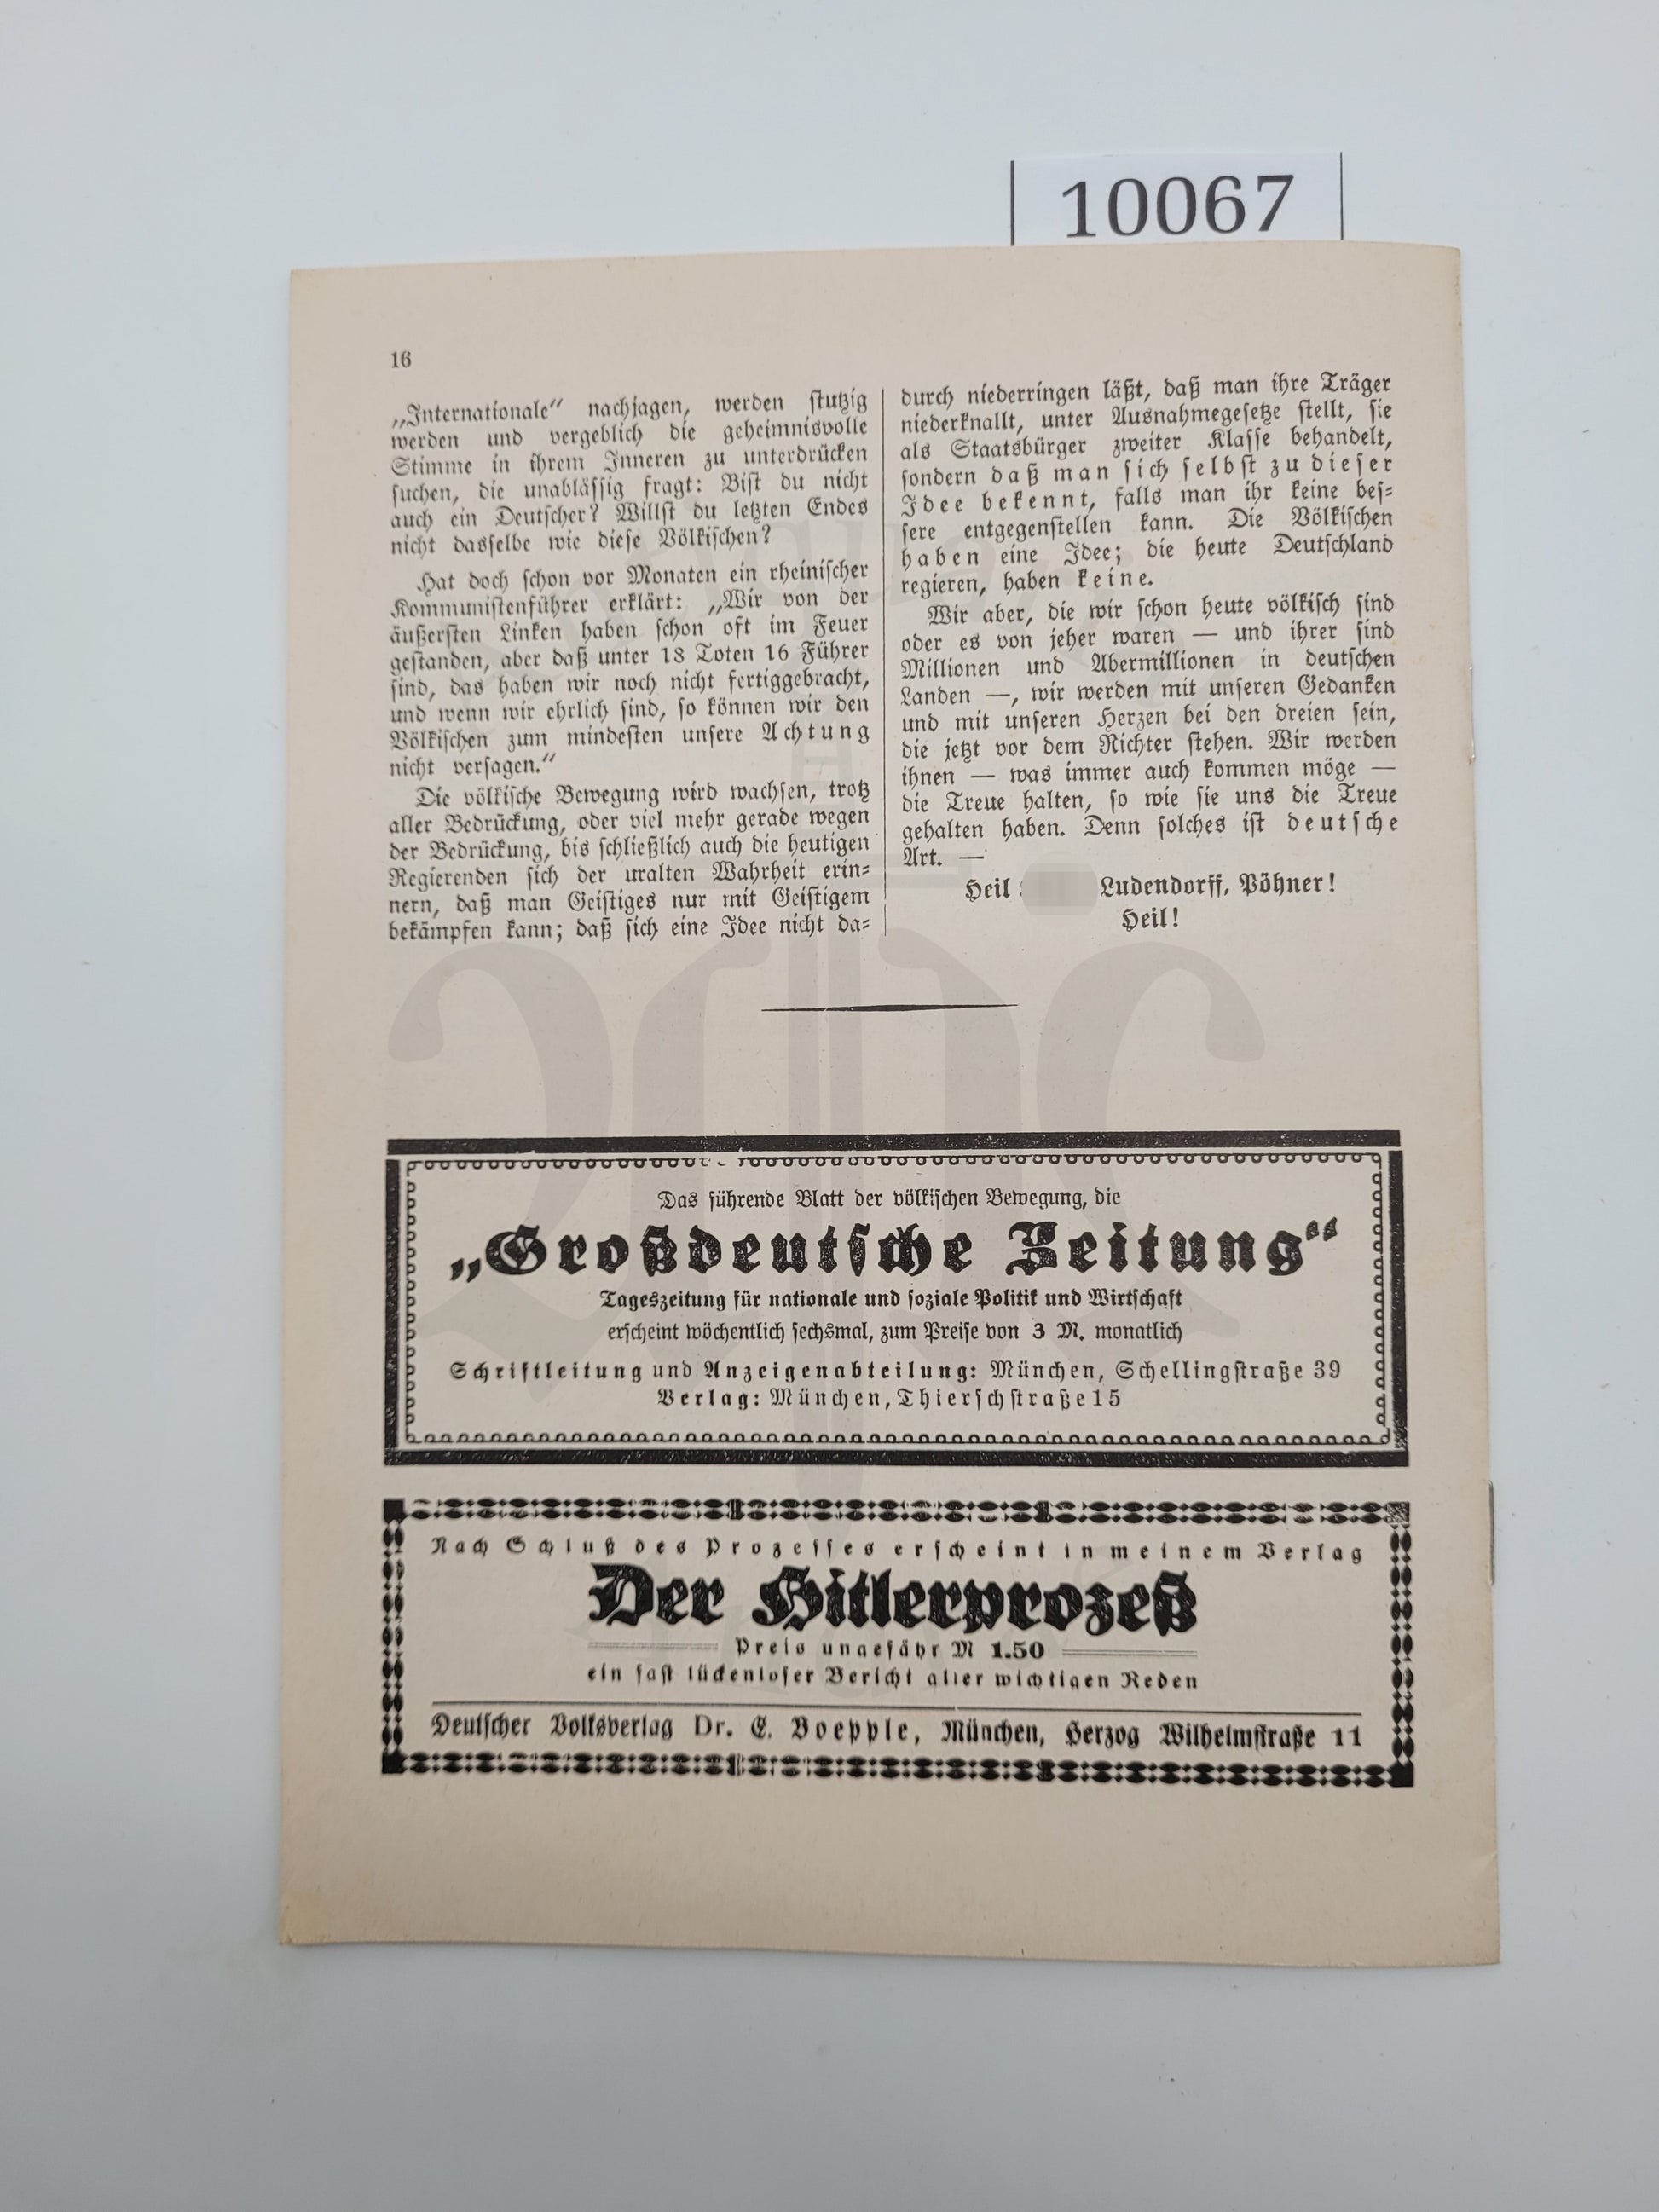 10067
16
„Internationale“ nachjagen, werden stutzig
werden und vergeblich die geheimnisvolle
Stimme in ihrem Inneren zu unterdrücken
suchen, die unablässig fragt: Bist du nicht
auch ein Deutscher? Willst du letzten Endes
nicht dasselbe wie diese Völkischen?
Hat doch schon vor Monaten ein rheinischer
Kommunistenführer erklärt: „Wir von der
äußersten Linken haben schon oft im Feuer
gestanden, aber daß unter 18 Toten 16 Führer
sind, das haben wir noch nicht fertiggebracht,
und wenn wir ehrlich sind, so können wir den
Völkischen zum mindesten unsere Achtung
nicht versagen.“
Die völkische Bewegung wird wachsen, trotz
aller Bedrückung, oder viel mehr gerade wegen
der Bedrückung, bis schließlich auch die heutigen
Regierenden sich der uralten Wahrheit erin-
nern, daß man Geistiges nur mit Geistigem
bekämpfen kann; daß sich eine Idee nicht da-
durch niederringen läßt, daß man ihre Träger
niederknallt, unter Ausnahmegesetze stellt, sie
als Staatsbürger zweiter Klasse behandelt,
sondern daß man sich selbst zu dieser
Idee bekennt, falls man ihr keine bes-
sere entgegenstellen kann. Die Völkischen
haben eine Idee; die heute Deutschland
regieren, haben keine.
Wir aber, die wir schon heute völkisch sind
oder es von jeher waren — und ihrer sind
Millionen und Abermillionen in deutschen
Landen —, wir werden mit unseren Gedanken
und mit unseren Herzen bei den dreien sein,
die jetzt vor dem Richter stehen. Wir werden
ihnen — was immer auch kommen möge —
die Treue halten, so wie sie uns die Treue
gehalten haben. Denn solches ist deutsche
Art. —
Heil Ludendorff, Pöhner!
Heil!
Das führende Blatt der völkischen Bewegung, die
„Großdeutsche Zeitung“
Tageszeitung für nationale und soziale Politik und Wirtschaft
erscheint wöchentlich sechsmal, zum Preise von 3 M. monatlich
Schriftleitung und Anzeigenabteilung: München, Schellingstraße 39
Verlag: München, Thierschstraße 15
Nach Schluß des Prozesses erscheint in meinem Verlag
Der Hitlerprozeß
Preis ungefähr M 1.50
ein fast lückenloser Bericht aller wichtigen Reden
Deutscher Volksverlag Dr. E. Boepple, München, Herzog Wilhelmstraße 11